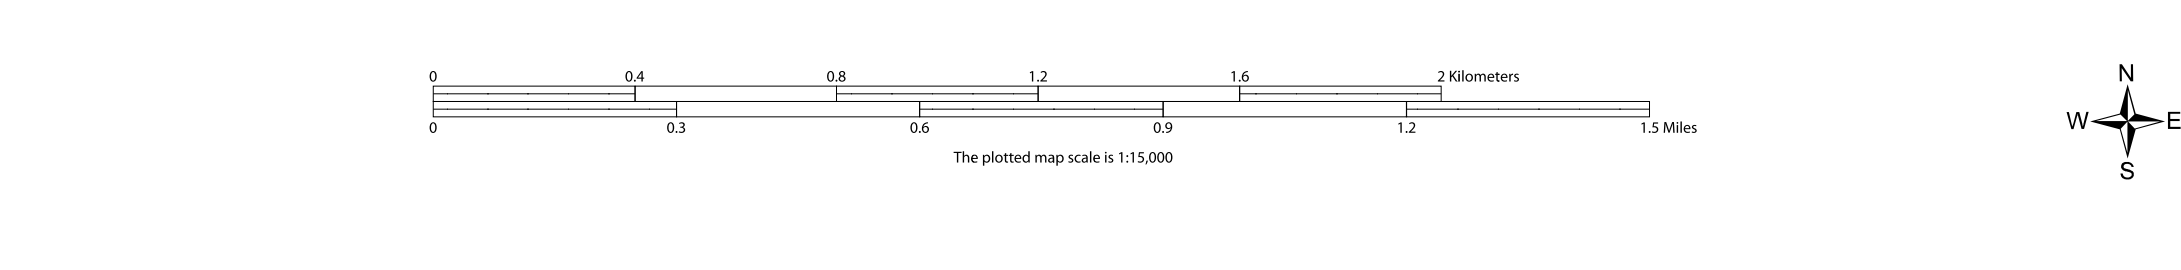 0 0.4 0.8 1.2 1.6 2 Kilometers
0 0.3 0.6 0.9 1.2 1.5 Miles
The plotted map scale is 1:15,000
N
W E
S